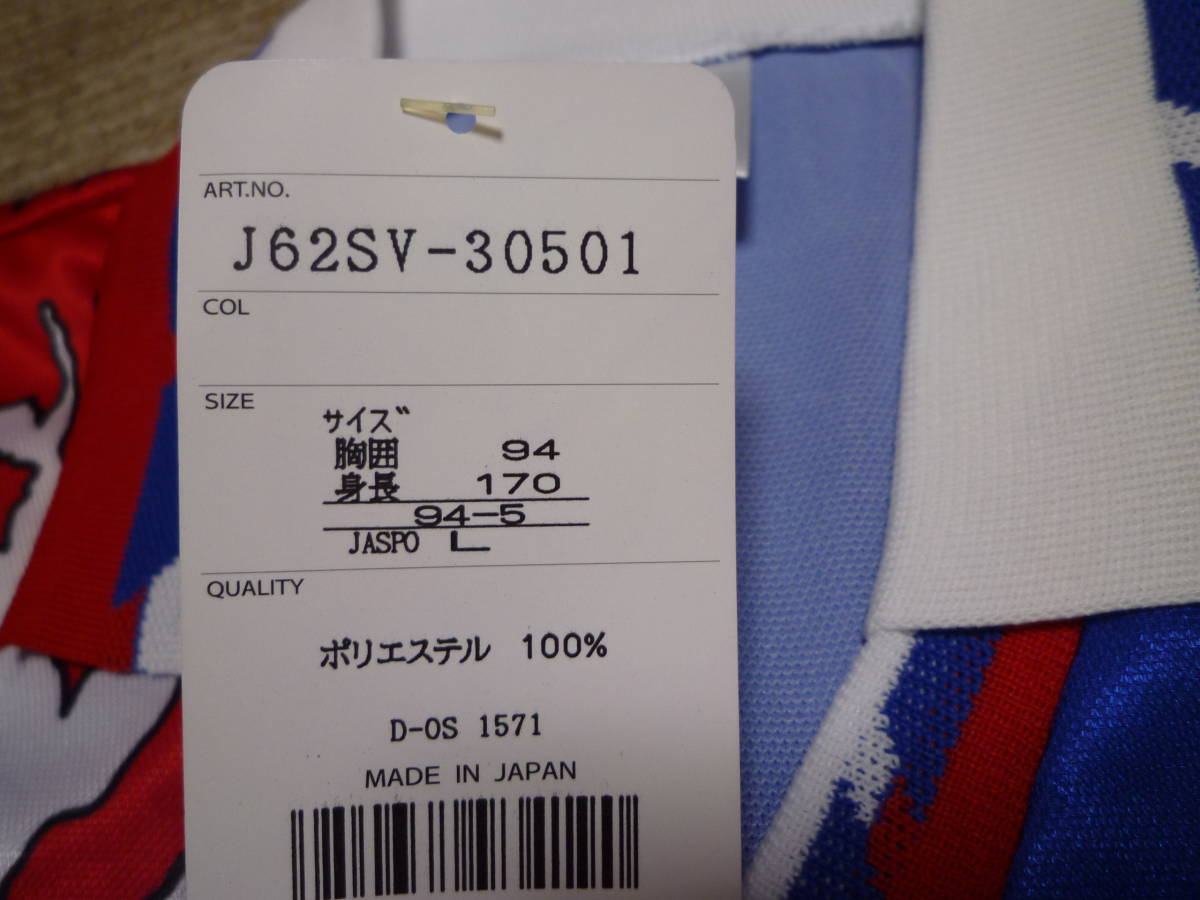 ART.NO.
J62SV-30501
COL
SIZE
サイズ
胸囲 94
身長 170
94-5
JASPO L
QUALITY
ポリエステル 100%
D-0S 1571
MADE IN JAPAN